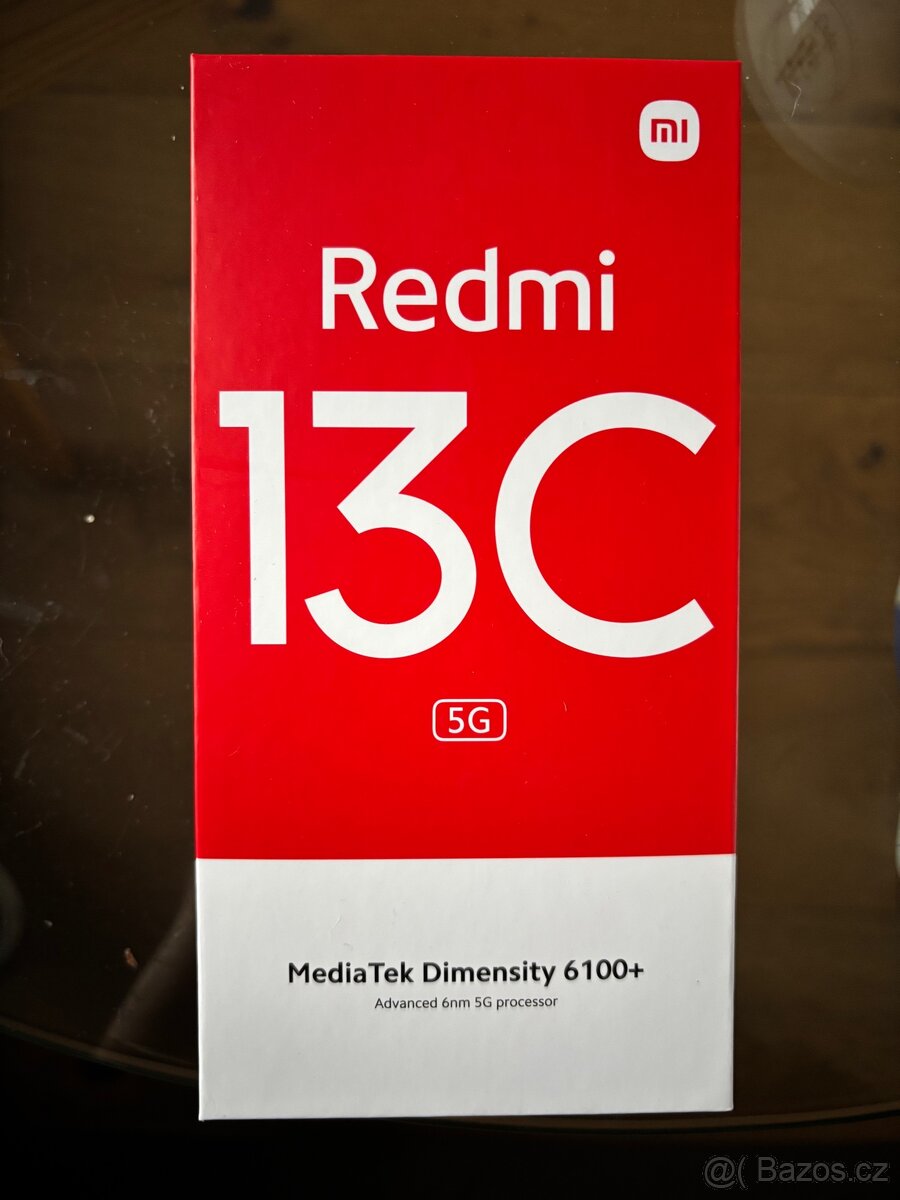 mi
Redmi
13C
5G
MediaTek Dimensity 6100+
Advanced 6nm 5G processor
@( Bazos.cz